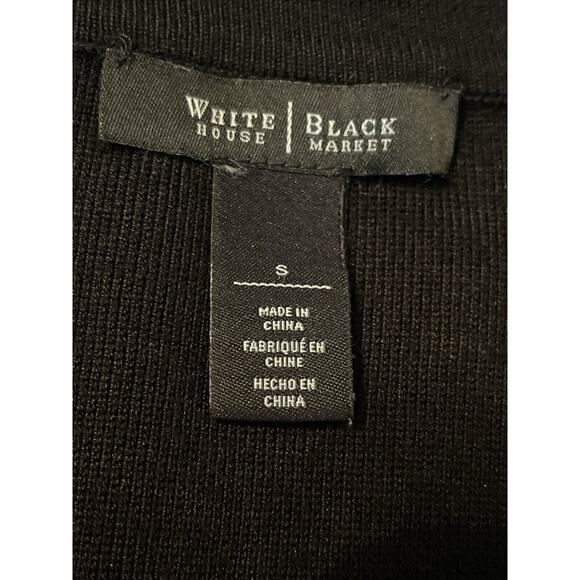 WHITE | BLACK
HOUSE MARKET
S
MADE IN
CHINA
FABRIQUÉ EN
CHINE
HECHO EN
CHINA